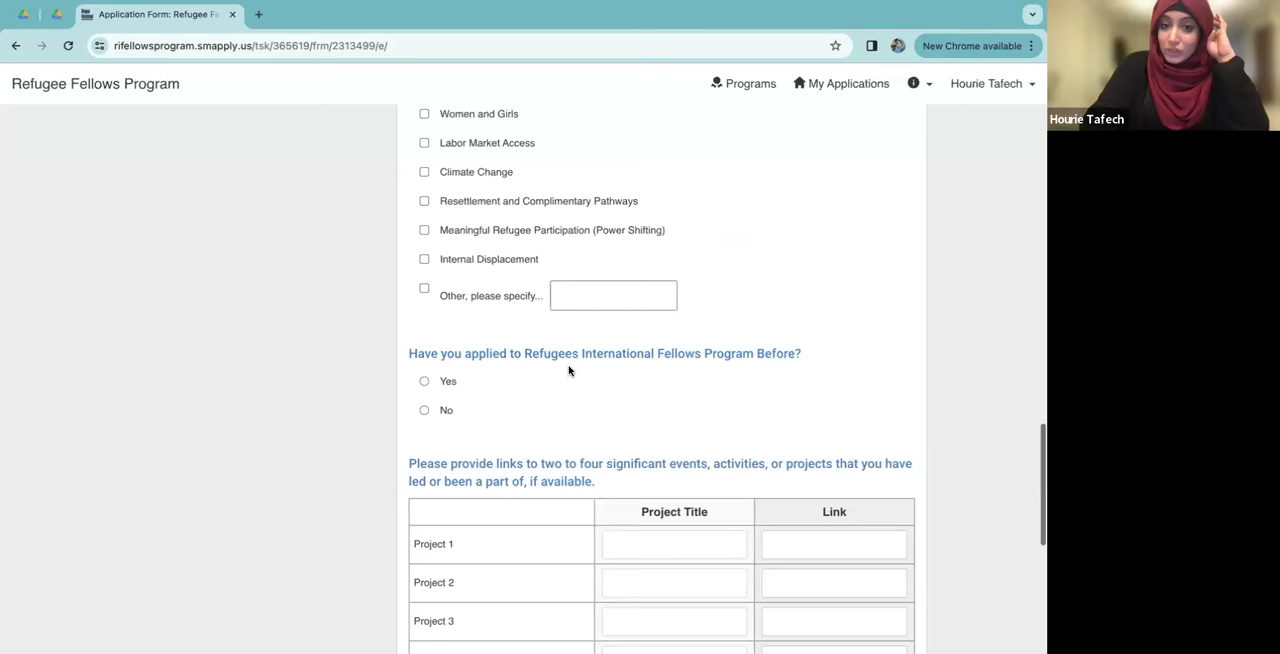 Application Form: Refugee Fe
rifellowsprogram.smapply.us/tsk/365619/frm/2313499/e/
New Chrome available
Refugee Fellows Program
Programs
My Applications
Hourie Tafech
Hourie Tafech
Women and Girls
Labor Market Access
Climate Change
Resettlement and Complimentary Pathways
Meaningful Refugee Participation (Power Shifting)
Internal Displacement
Other, please specify...
Have you applied to Refugees International Fellows Program Before?
Yes
No
Please provide links to two to four significant events, activities, or projects that you have
led or been a part of, if available.
Project Title
Link
Project 1
Project 2
Project 3